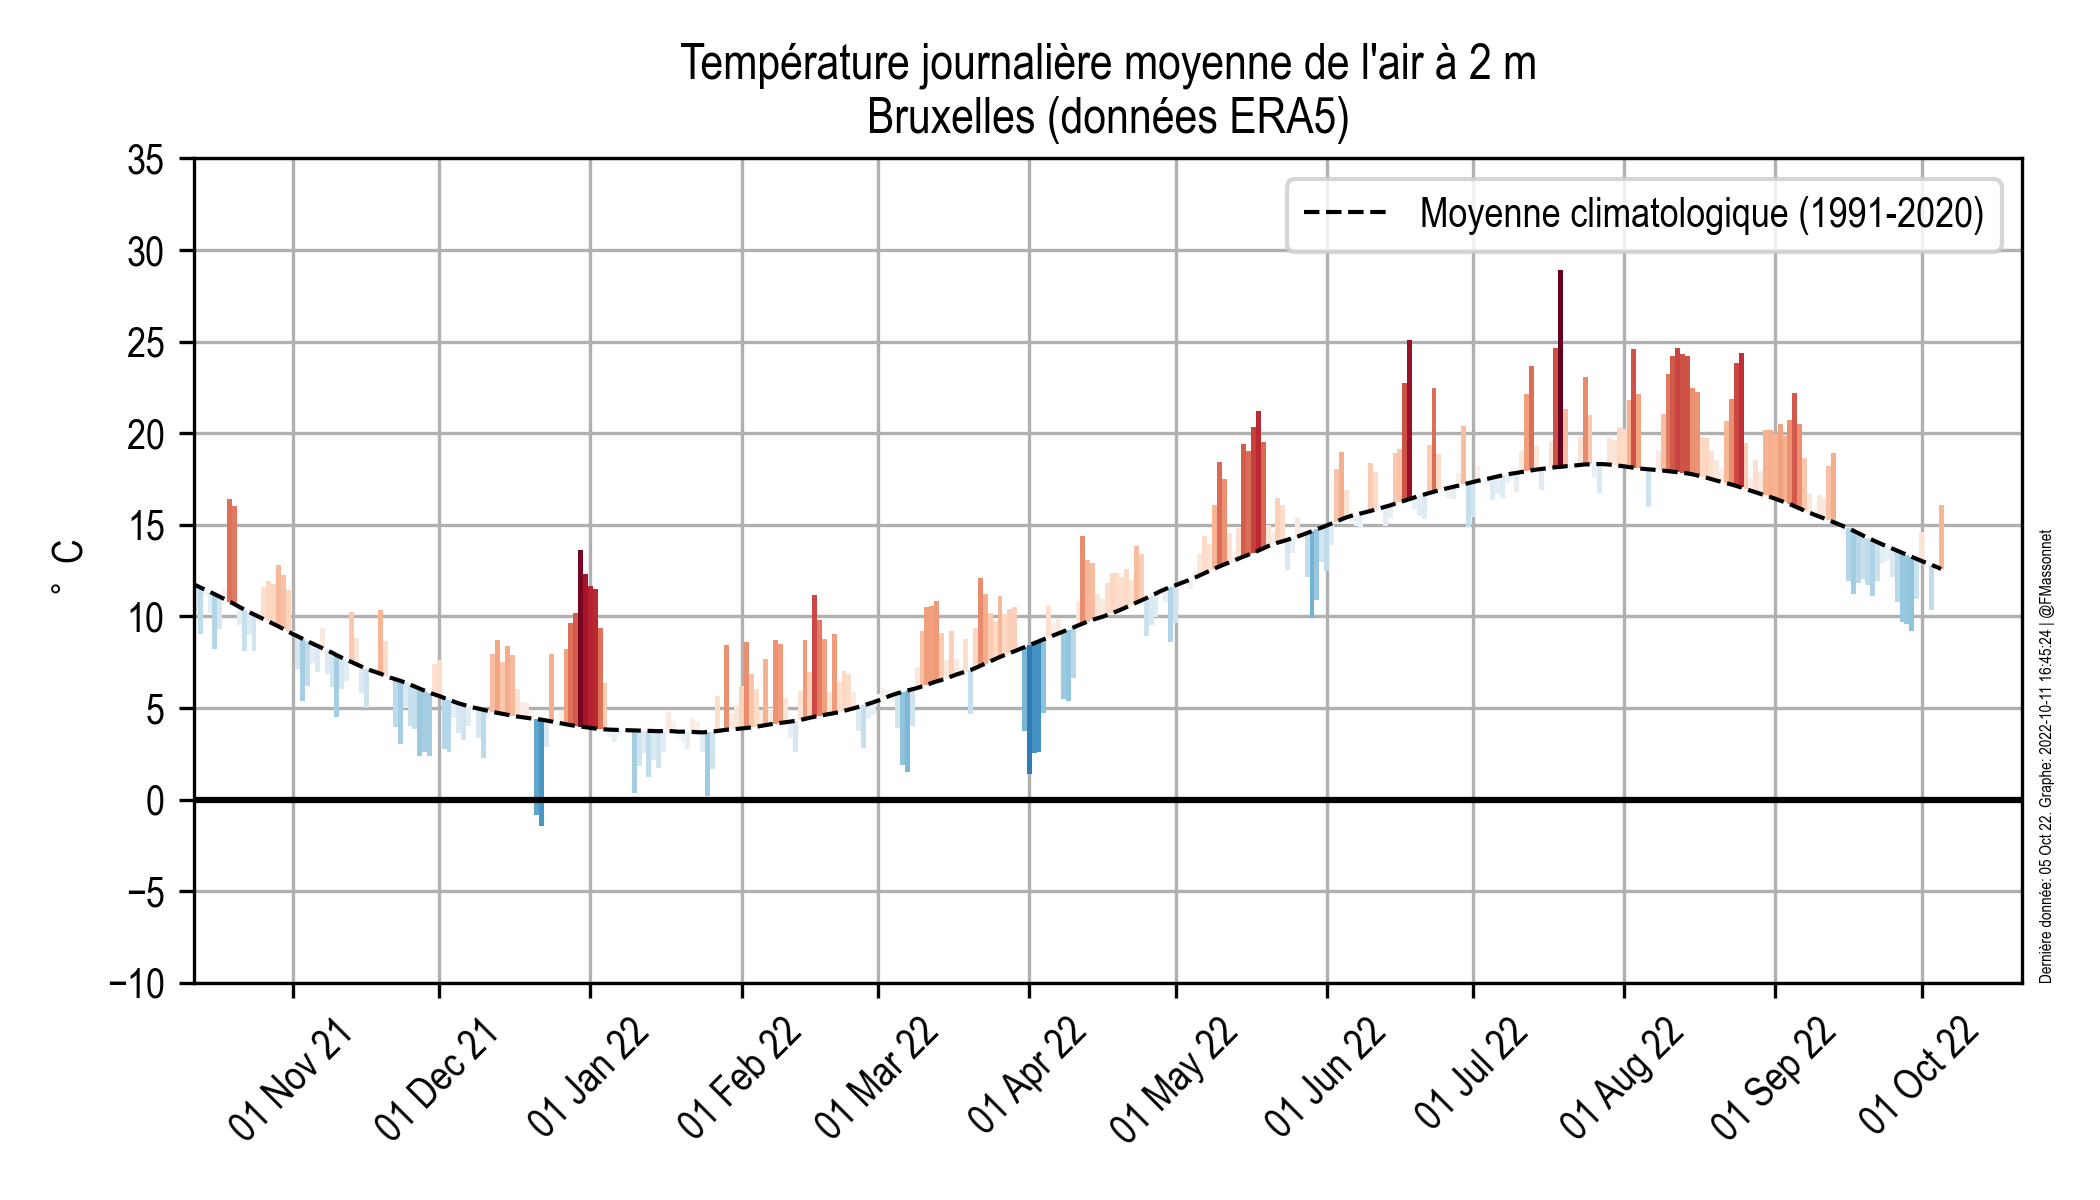 Température journalière moyenne de l'air à 2 m
Bruxelles (données ERA5)
Moyenne climatologique (1991-2020)
35
30
25
20
15
10
5
0
−5
−10
° C
01 Nov 21
01 Dec 21
01 Jan 22
01 Feb 22
01 Mar 22
01 Apr 22
01 May 22
01 Jun 22
01 Jul 22
01 Aug 22
01 Sep 22
01 Oct 22
Dernière donnée: 05 Oct 22. Graphe: 2022-10-11 16:45:24 | @FMassonnet